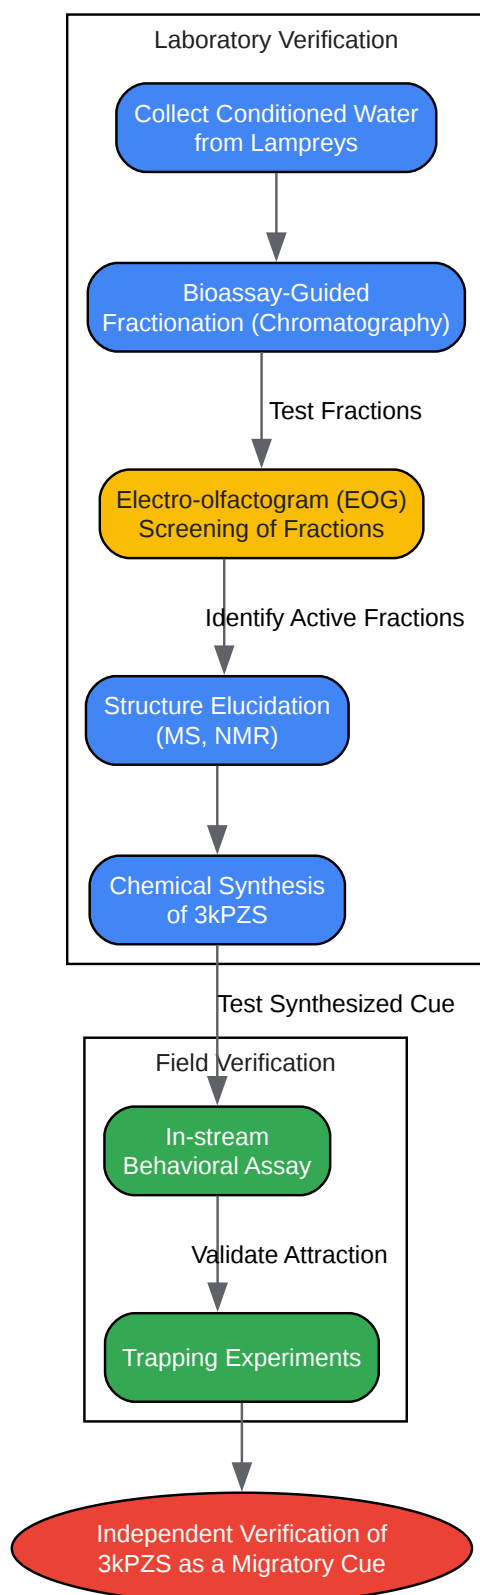 Laboratory Verification
Collect Conditioned Water
from Lampreys
Bioassay-Guided
Fractionation (Chromatography)
Test Fractions
Electro-olfactogram (EOG)
Screening of Fractions
Identify Active Fractions
Structure Elucidation
(MS, NMR)
Chemical Synthesis
of 3kPZS
Test Synthesized Cue
Field Verification
In-stream
Behavioral Assay
Validate Attraction
Trapping Experiments
Independent Verification of
3kPZS as a Migratory Cue